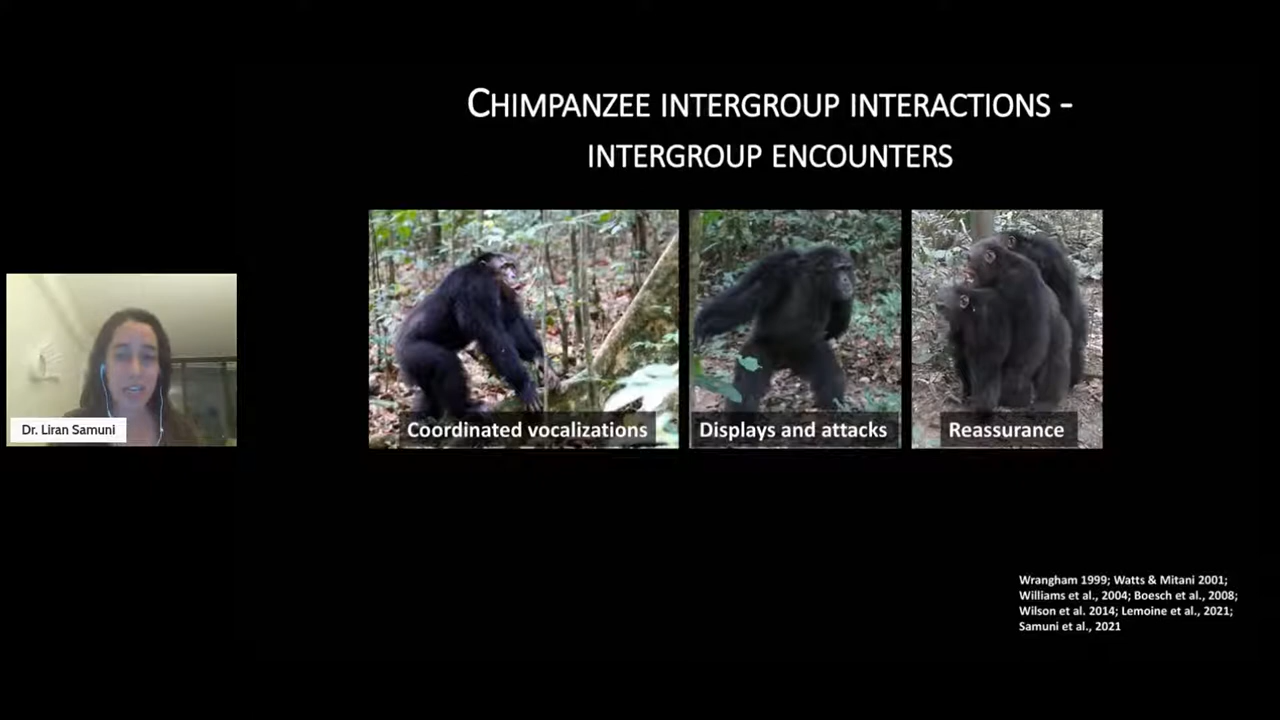 CHIMPANZEE INTERGROUP INTERACTIONS -
INTERGROUP ENCOUNTERS
Dr. Liran Samuni
Coordinated vocalizations
Displays and attacks
Reassurance
Wrangham 1999; Watts & Mitani 2001;
Williams et al., 2004; Boesch et al., 2008;
Wilson et al. 2014; Lemoine et al., 2021;
Samuni et al., 2021